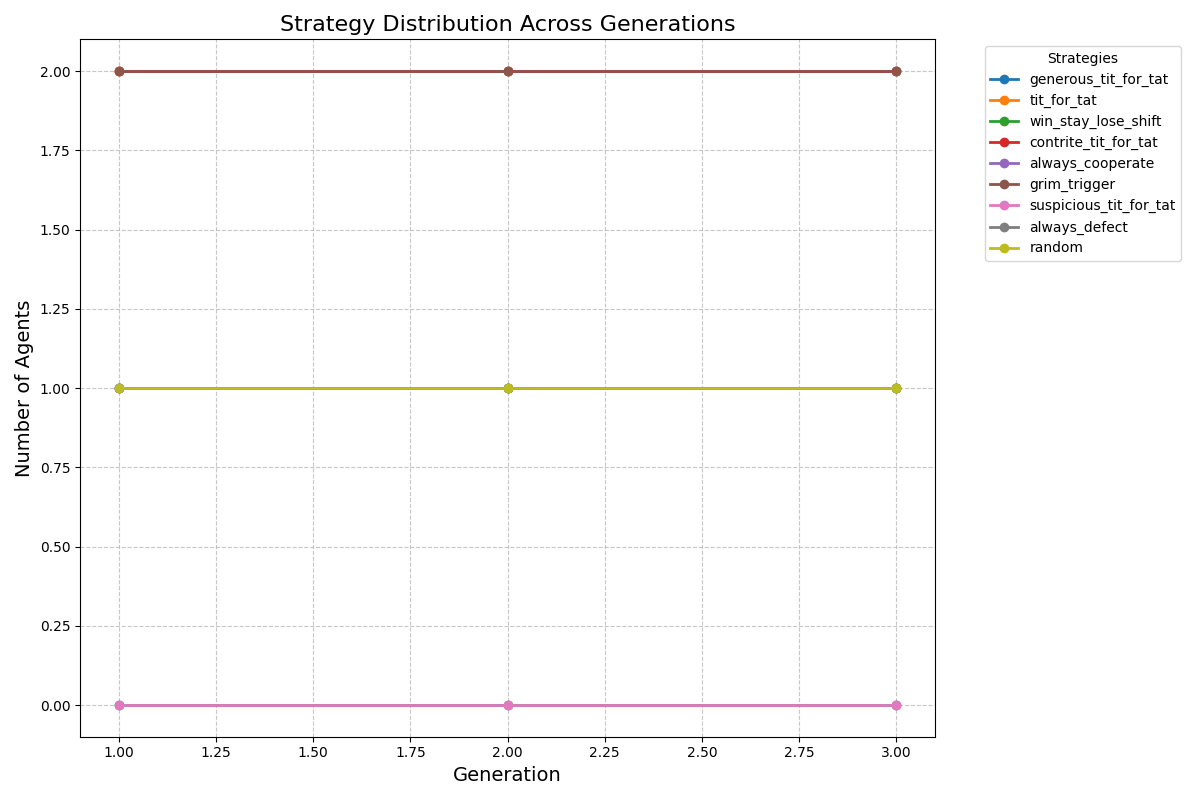 Strategy Distribution Across Generations
Strategies
generous_tit_for_tat
tit_for_tat
win_stay_lose_shift
contrite_tit_for_tat
always_cooperate
grim_trigger
suspicious_tit_for_tat
always_defect
random
Number of Agents
2.00
1.75
1.50
1.25
1.00
0.75
0.50
0.25
0.00
1.00 1.25 1.50 1.75 2.00 2.25 2.50 2.75 3.00
Generation